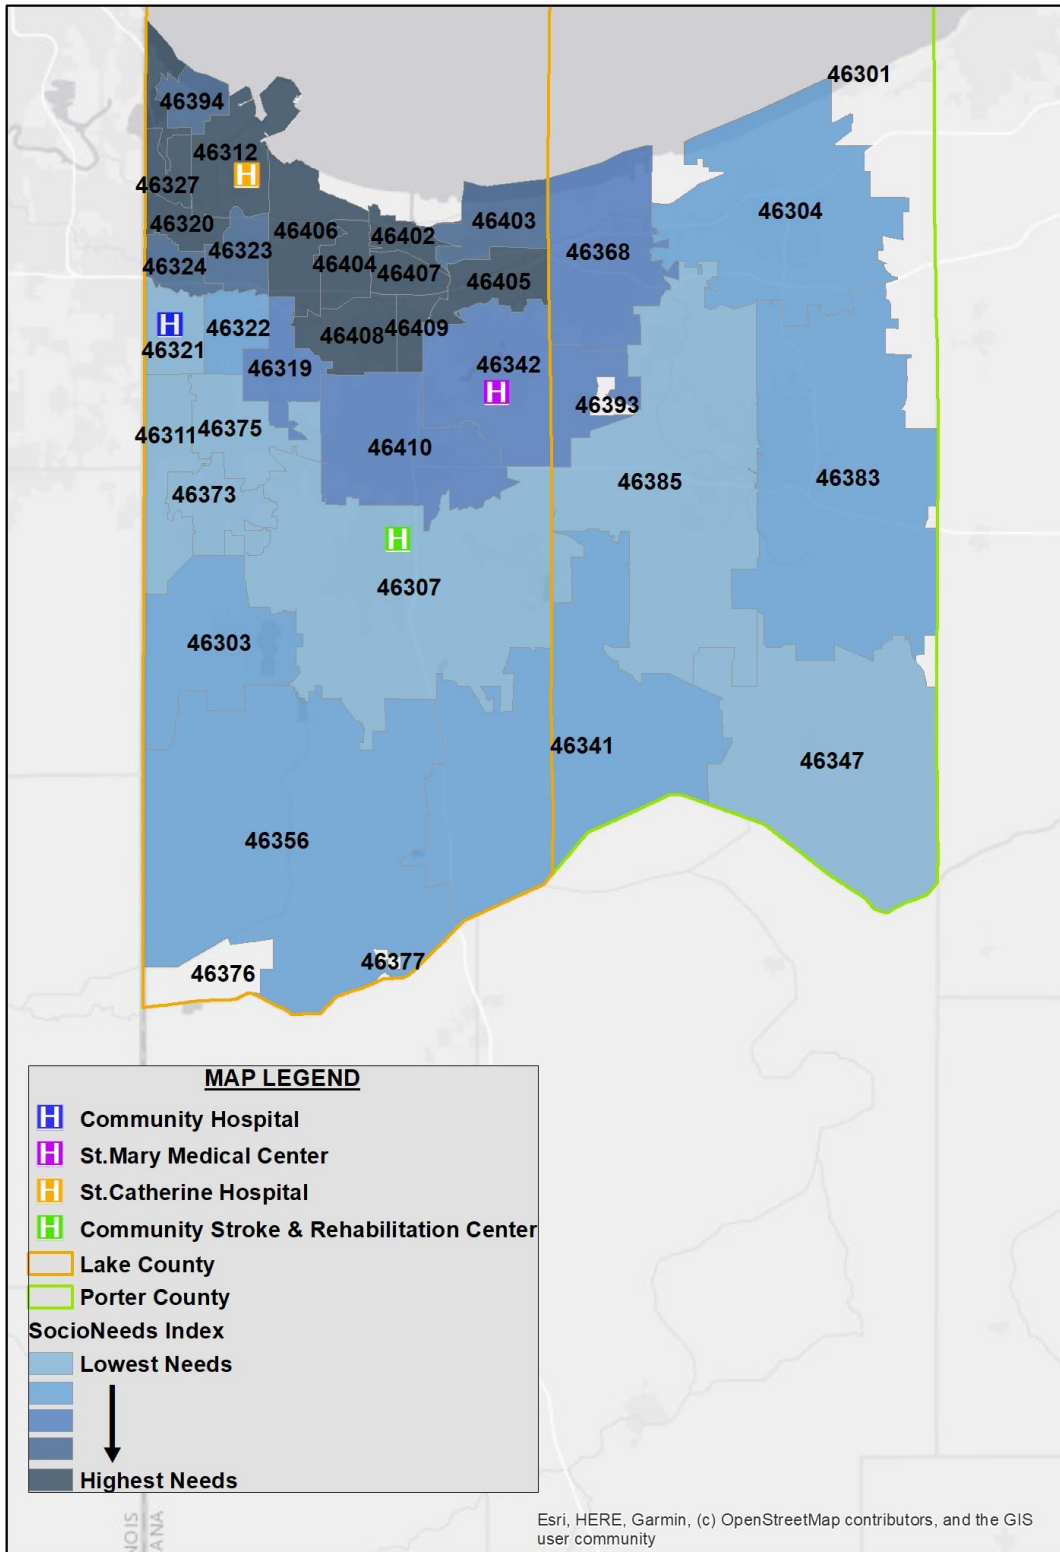 46301
46394
46312
H
46327
46304
46320
46406
46402
46403
46323
46368
46324
46404
46407
46405
H
46322
46321
46408
46409
46342
46319
H
46393
46311
46375
46410
46373
46385
46383
H
46307
46303
46341
46347
46356
46376
46377
MAP LEGEND
H Community Hospital
H St.Mary Medical Center
H St.Catherine Hospital
H Community Stroke & Rehabilitation Center
Lake County
Porter County
SocioNeeds Index
Lowest Needs
Highest Needs
Esri, HERE, Garmin, (c) OpenStreetMap contributors, and the GIS
user community